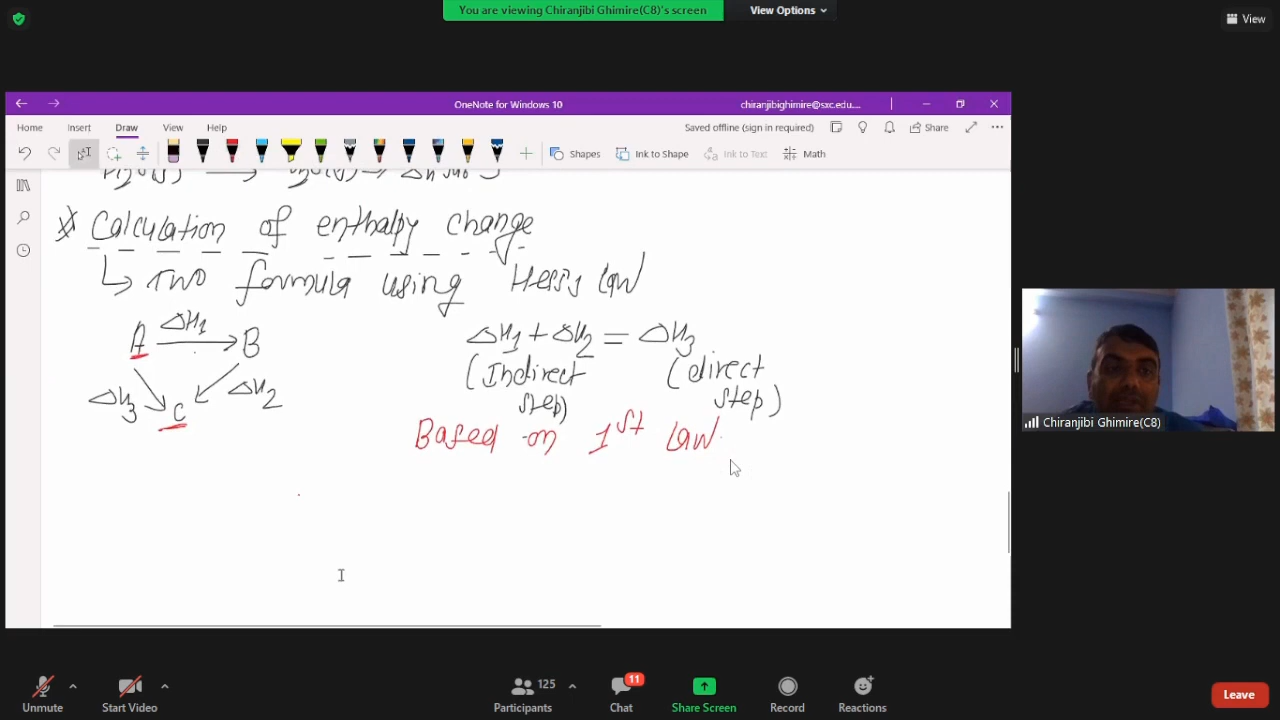 You are viewing Chiranjibi Ghimire(C8)'s screen
View Options
View
OneNote for Windows 10
chiranjibighimire@sxc.edu....
Home Insert Draw View Help
Saved offline (sign in required)
Share
Shapes
Ink to Shape
Ink to Text
Math
Calculation of enthalpy change
Two formula using Hess's law
A ΔH1 B
ΔH3 C ΔH2
ΔH1 + ΔH2 = ΔH3
(Indirect step) (direct step)
Based on 1st law
Chiranjibi Ghimire(C8)
Unmute
Start Video
125
Participants
11
Chat
Share Screen
Record
Reactions
Leave